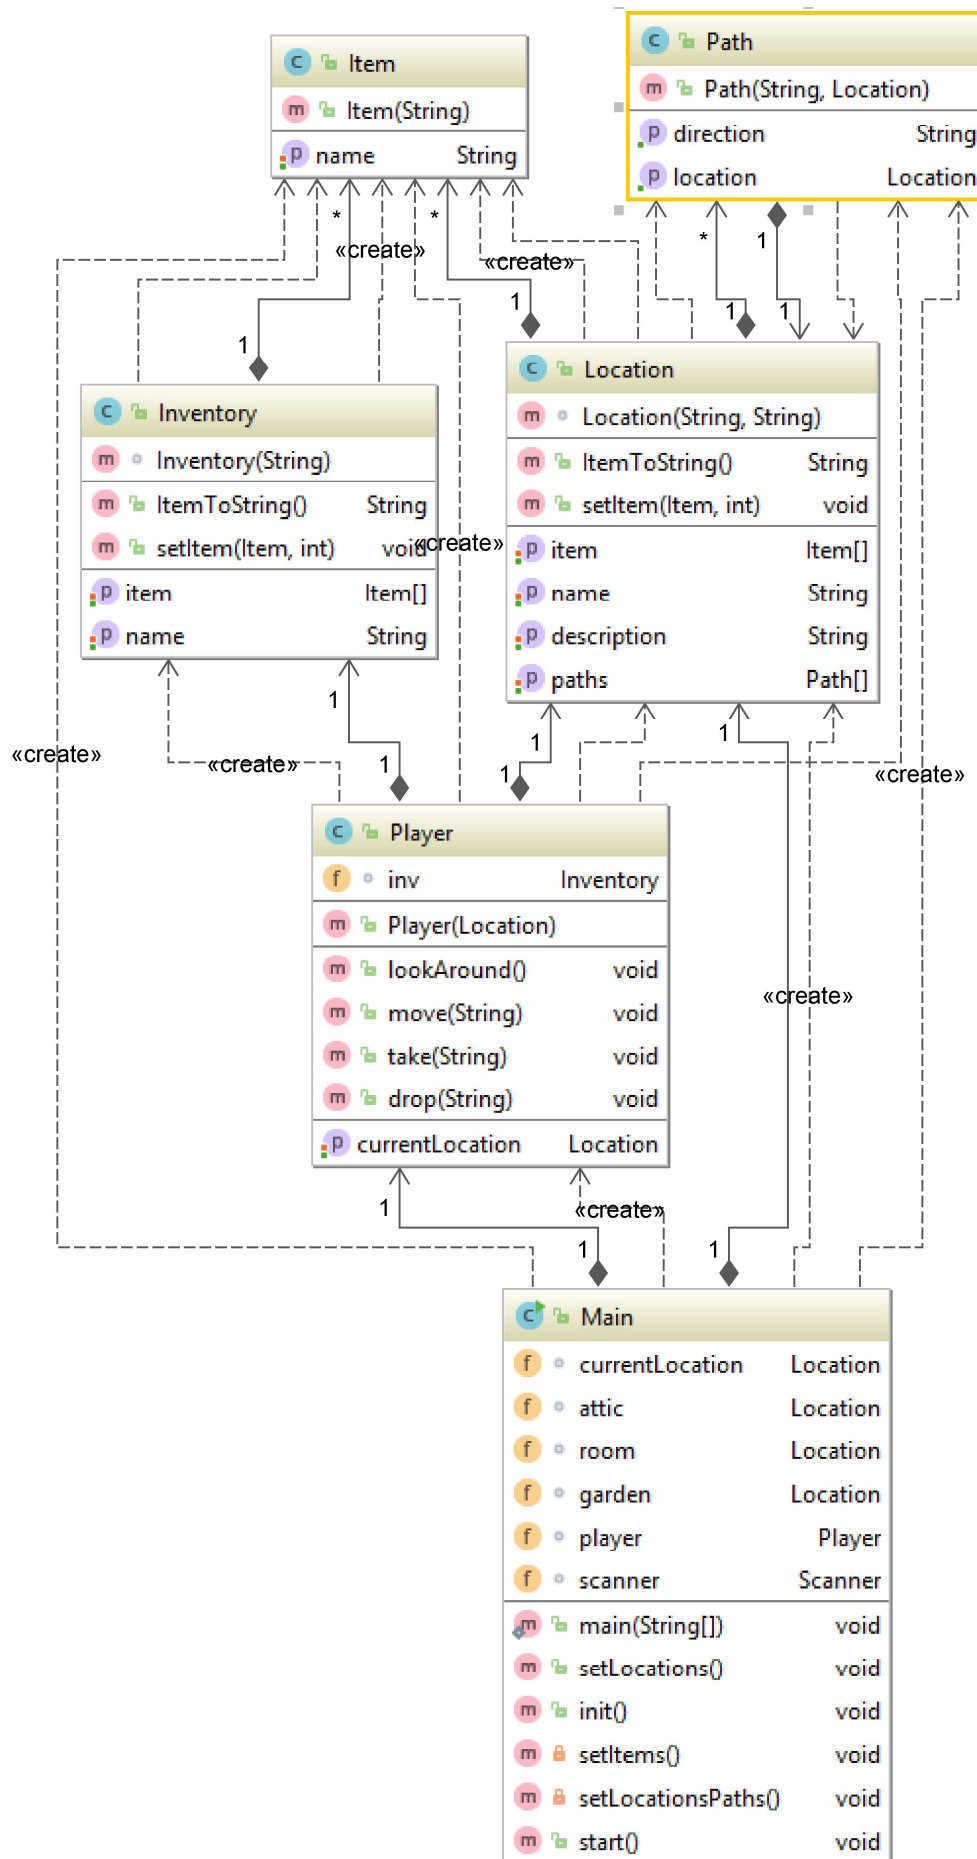 Path
Path(String, Location)
direction String
location Location
Item
Item(String)
name String
*
*
*
1
«create»
«create»
1
1
1
1
Location
Location(String, String)
ItemToString() String
setItem(Item, int) void
item Item[]
name String
description String
paths Path[]
Inventory
Inventory(String)
ItemToString() String
setItem(Item, int) void
item Item[]
name String
«create»
1
1
1
«create»
«create»
1
1
«create»
Player
inv Inventory
Player(Location)
lookAround() void
move(String) void
take(String) void
drop(String) void
currentLocation Location
«create»
1
«create»
1
1
Main
currentLocation Location
attic Location
room Location
garden Location
player Player
scanner Scanner
main(String[]) void
setLocations() void
init() void
setItems() void
setLocationsPaths() void
start() void